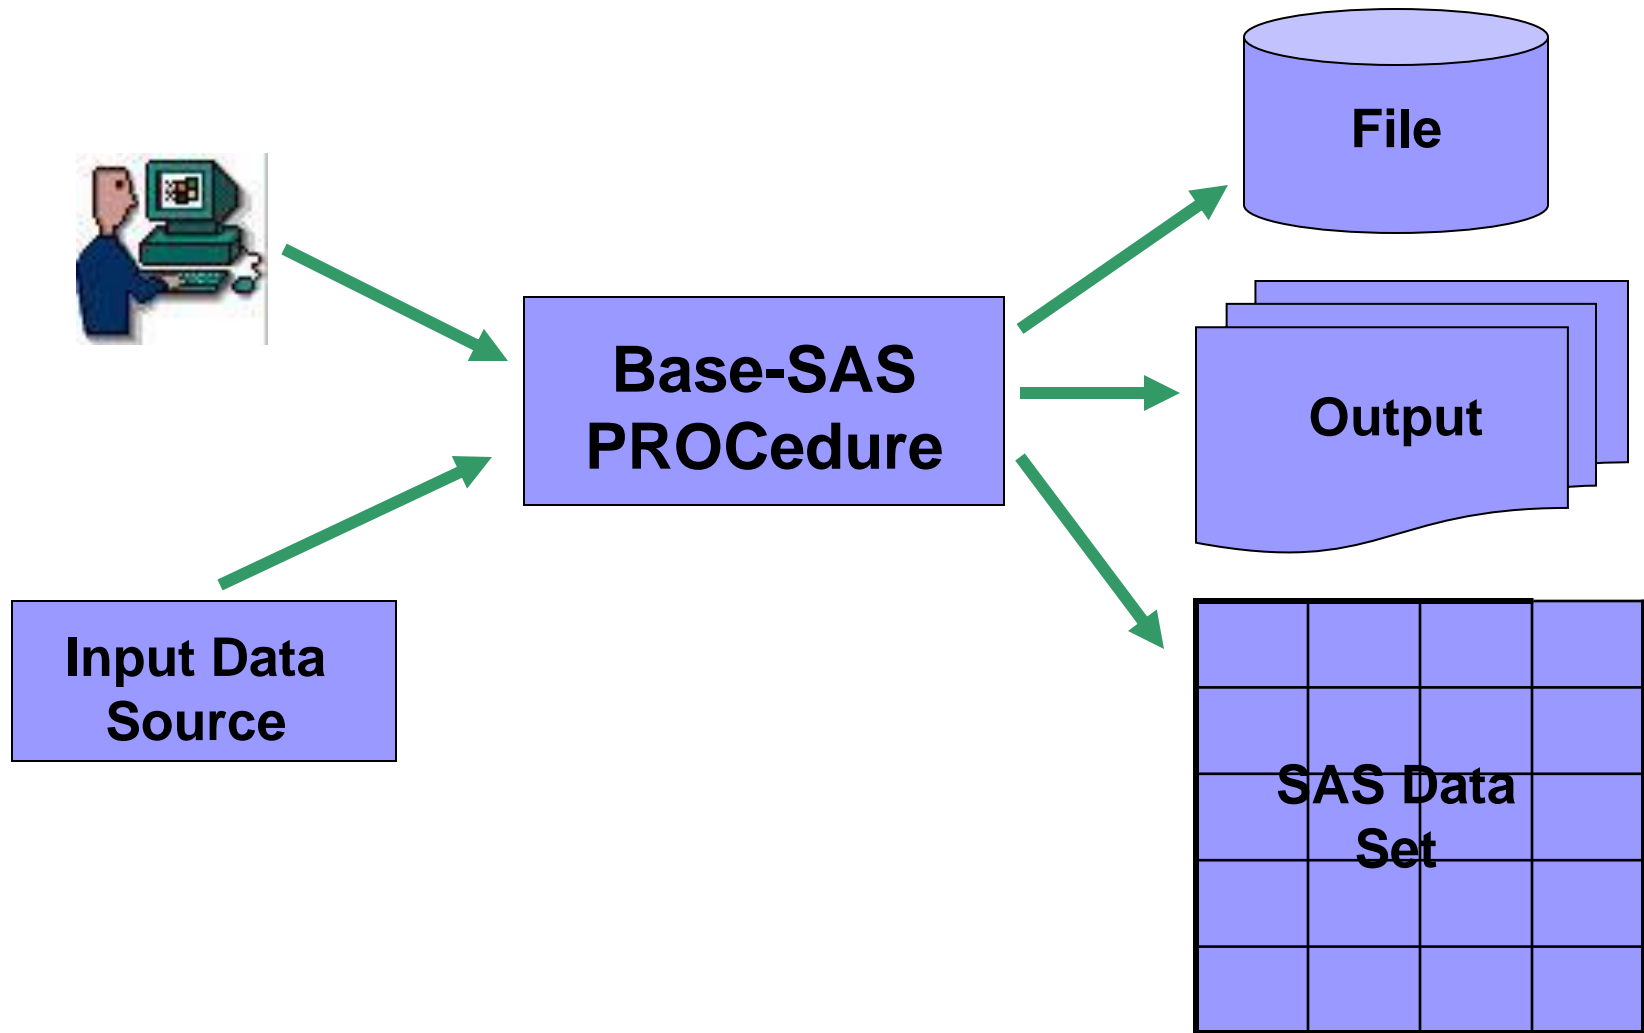 File
Base-SAS
PROCedure
Output
Input Data
Source
SAS Data
Set